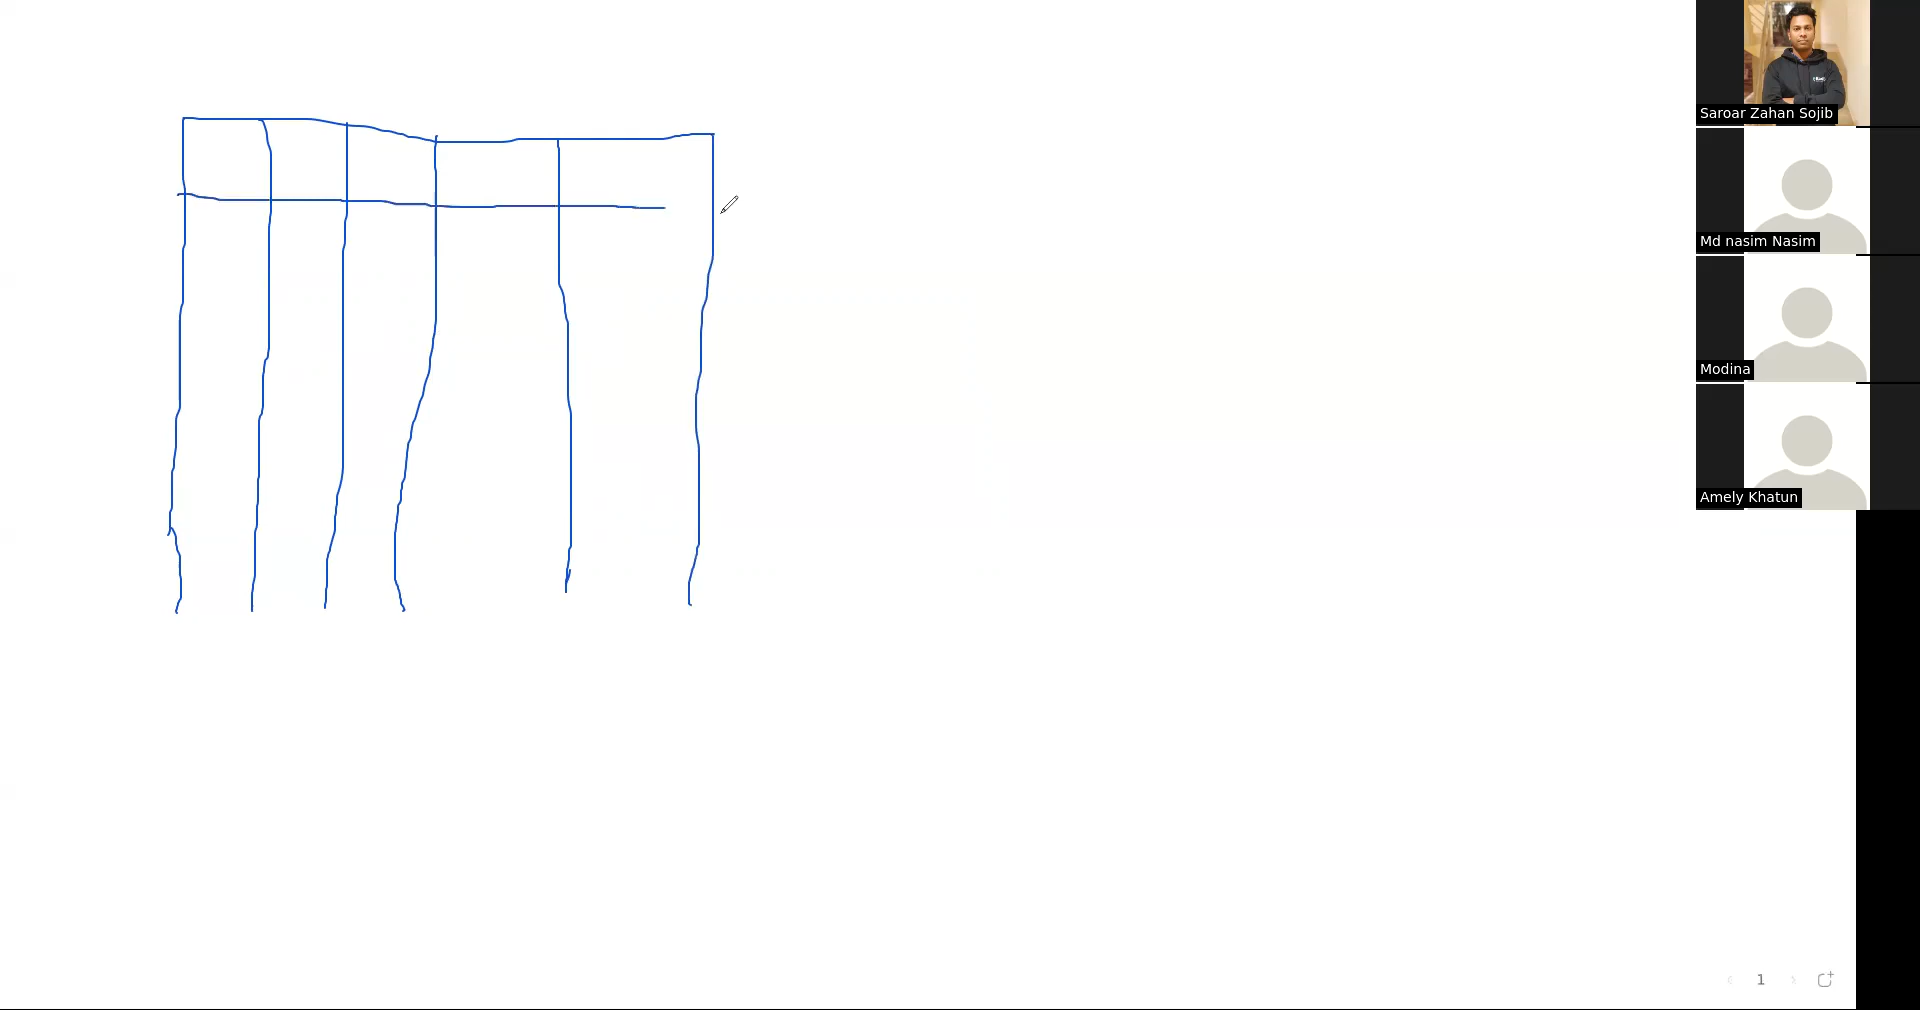 Saroar Zahan Sojib
Md nasim Nasim
Modina
Amely Khatun
1